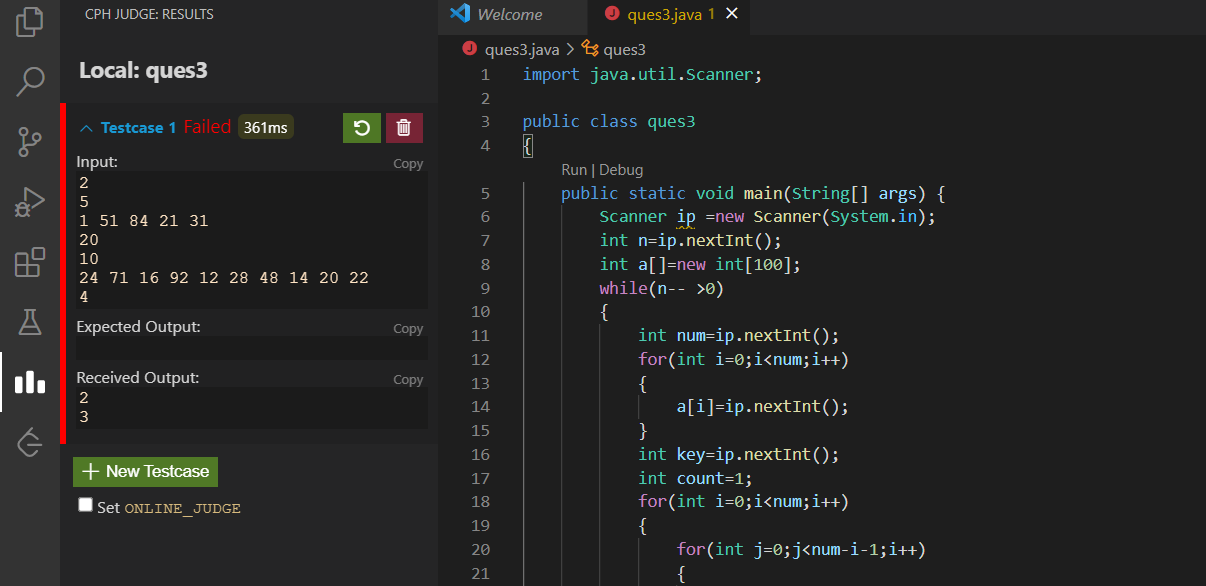 CPH JUDGE: RESULTS
Local: ques3
Testcase 1 Failed 361ms
Input:
Copy
2
5
1 51 84 21 31
20
10
24 71 16 92 12 28 48 14 20 22
4
Expected Output:
Copy
Received Output:
Copy
2
3
+ New Testcase
Set ONLINE_JUDGE
Welcome
J ques3.java 1 ×
J ques3.java > ques3
1 import java.util.Scanner;
2
3 public class ques3
4 {
Run | Debug
5 public static void main(String[] args) {
6 Scanner ip =new Scanner(System.in);
7 int n=ip.nextInt();
8 int a[]=new int[100];
9 while(n-- >0)
10 {
11 int num=ip.nextInt();
12 for(int i=0;i<num;i++)
13 {
14 a[i]=ip.nextInt();
15 }
16 int key=ip.nextInt();
17 int count=1;
18 for(int i=0;i<num;i++)
19 {
20 for(int j=0;j<num-i-1;i++)
21 {